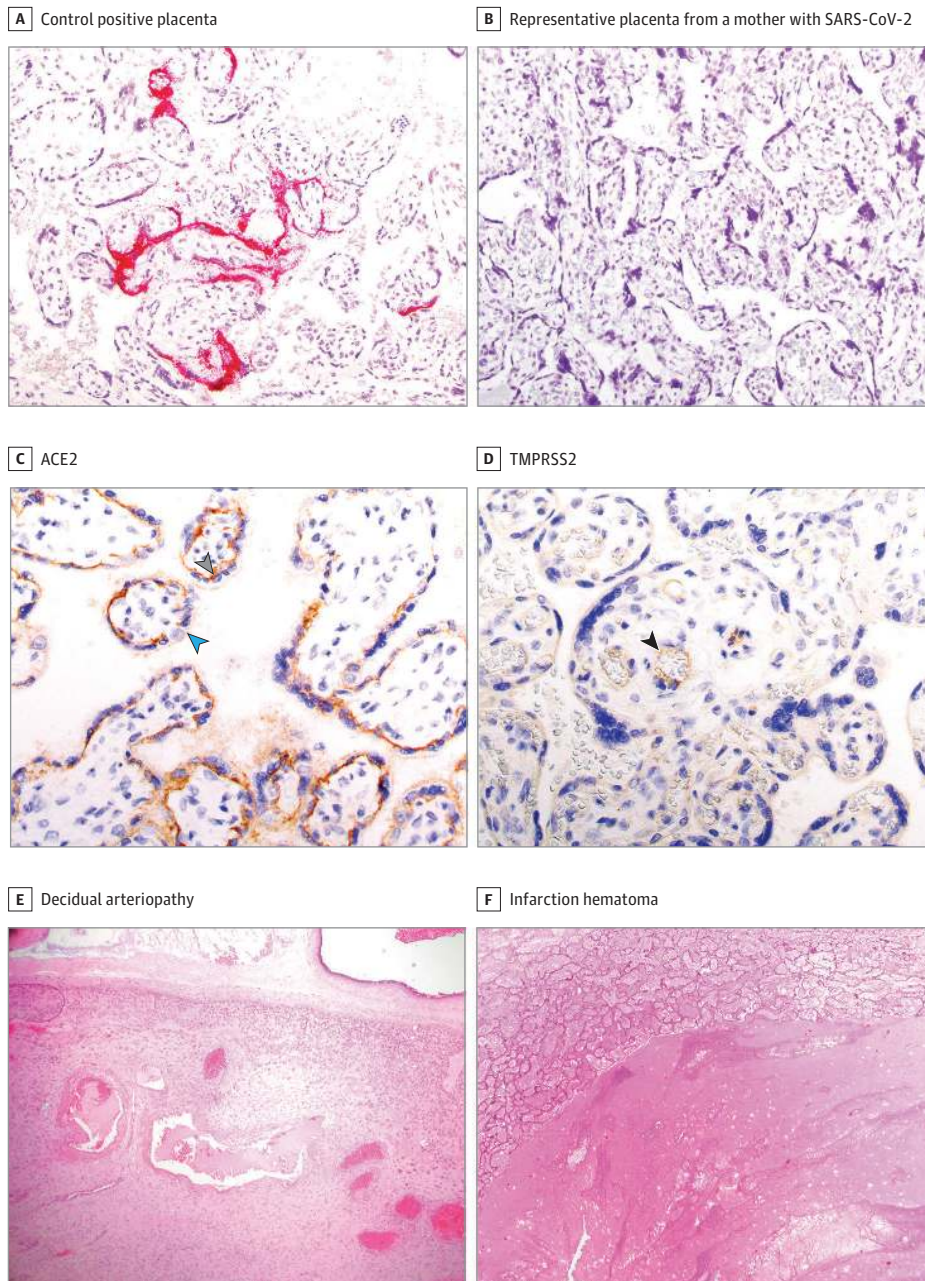 A Control positive placenta
B Representative placenta from a mother with SARS-CoV-2
C ACE2
D TMPRSS2
E Decidual arteriopathy
F Infarction hematoma